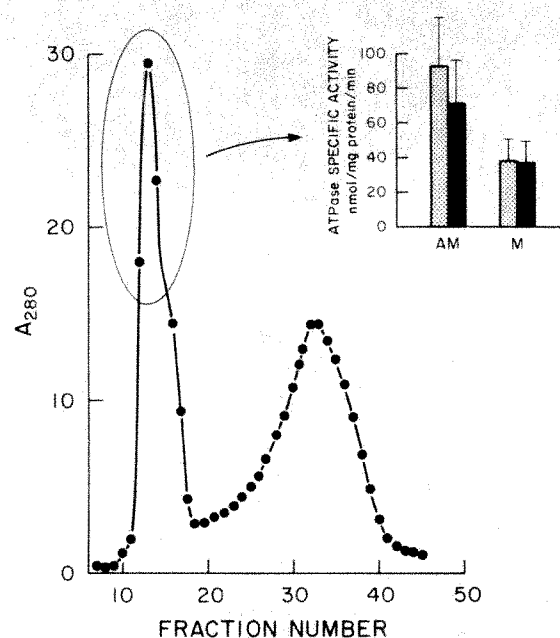 30
20
10
0
A280
10
20
30
40
50
FRACTION NUMBER
ATPase SPECIFIC ACTIVITY
nmol/mg protein/min
100
80
60
40
20
0
AM
M